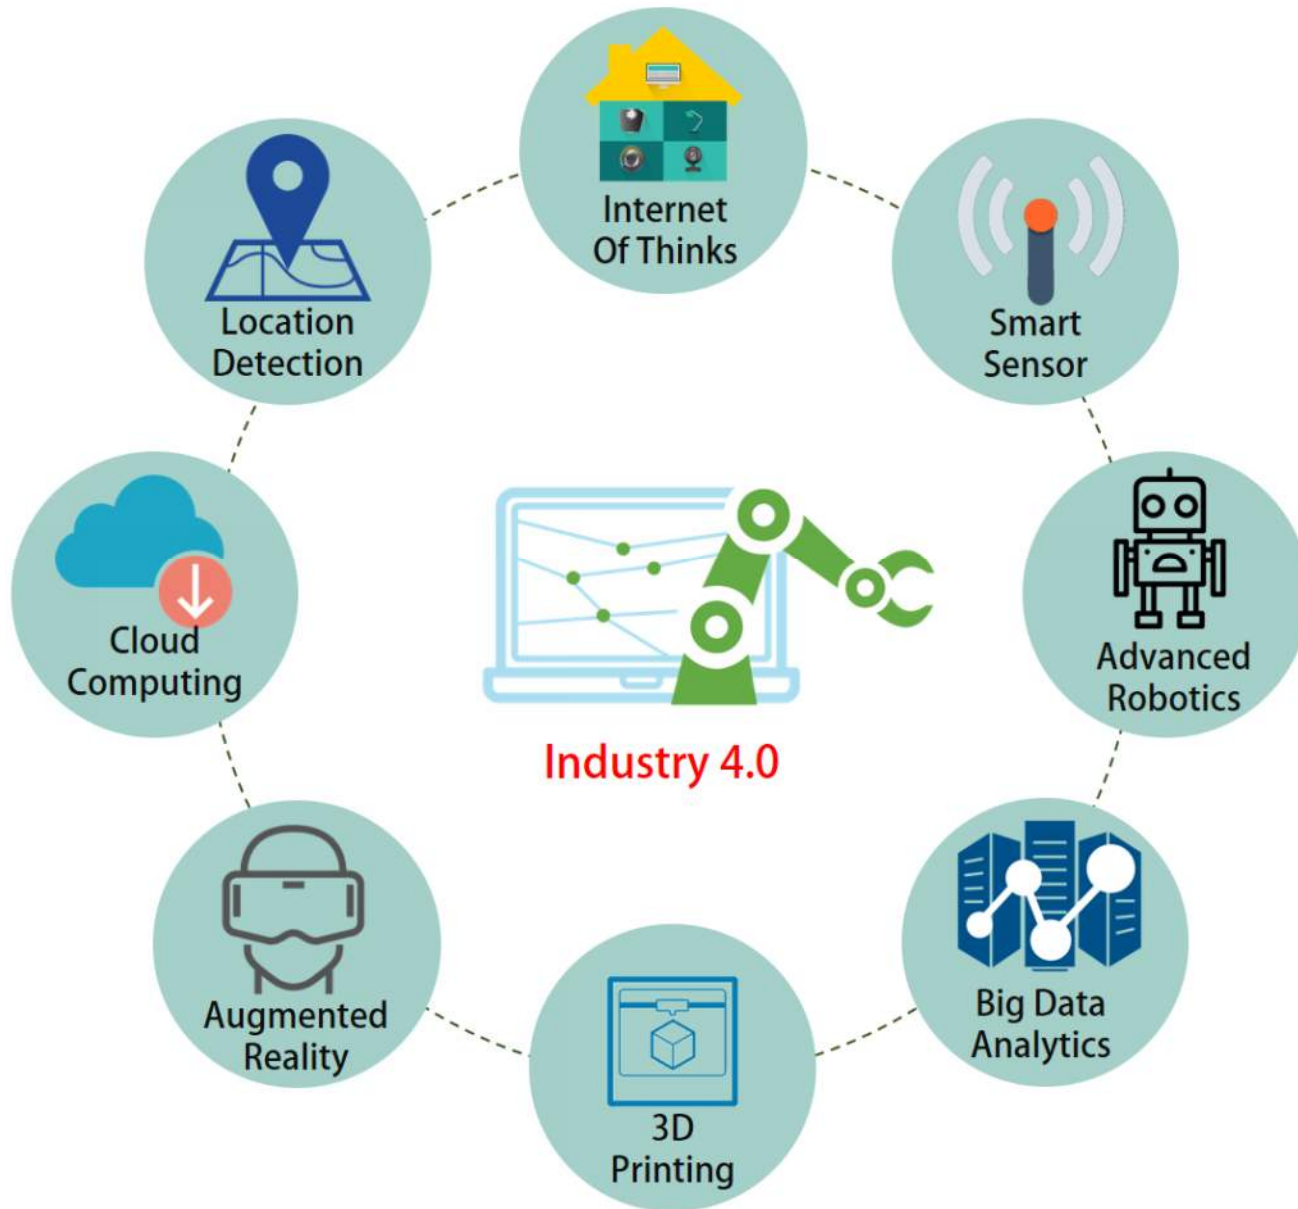 Internet
Of Thinks
Smart
Sensor
Advanced
Robotics
Big Data
Analytics
3D
Printing
Augmented
Reality
Cloud
Computing
Location
Detection
Industry 4.0